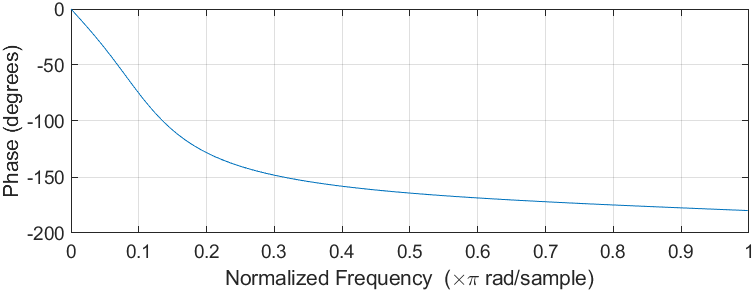 0
-50
-100
-150
-200
Phase (degrees)
0 0.1 0.2 0.3 0.4 0.5 0.6 0.7 0.8 0.9 1
Normalized Frequency (×π rad/sample)